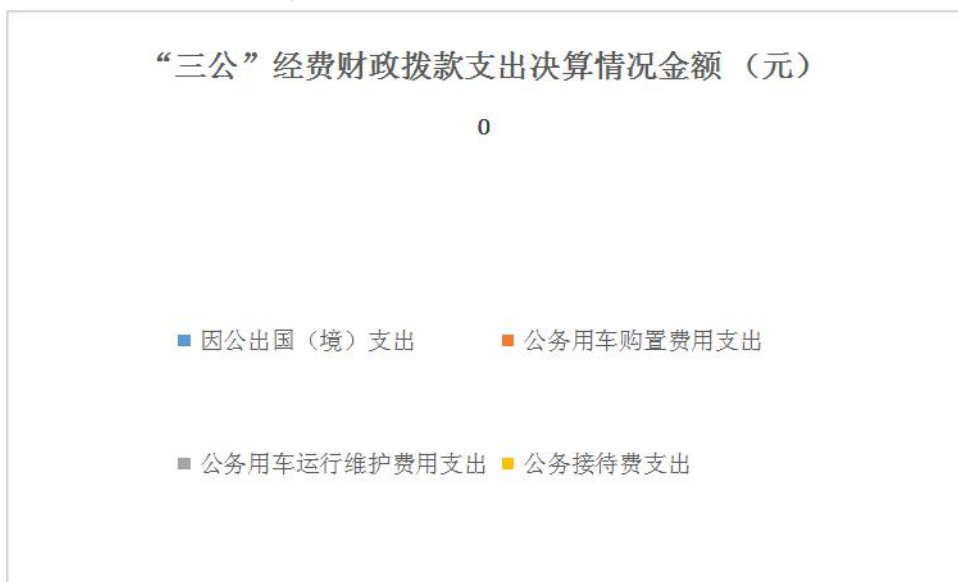 “三公”经费财政拨款支出决算情况金额（元）
0
因公出国（境）支出
公务用车购置费用支出
公务用车运行维护费用支出
公务接待费支出